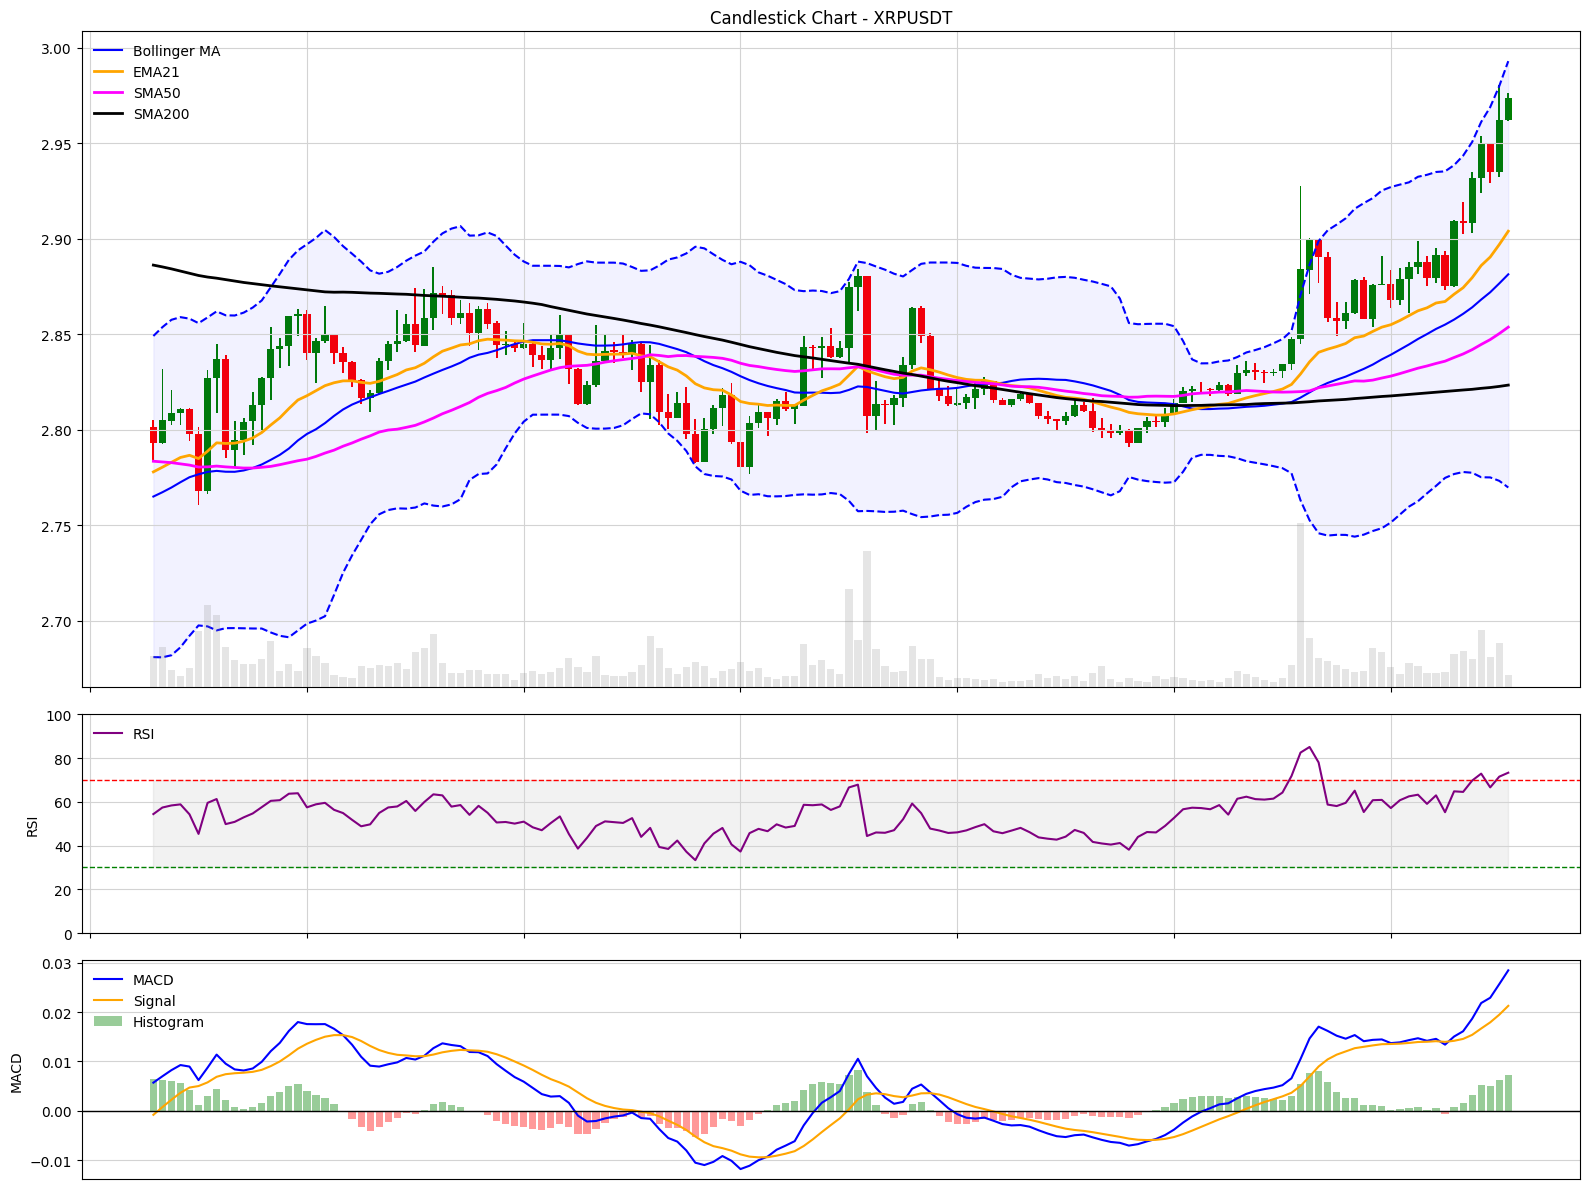 Candlestick Chart - XRPUSDT
3.00
2.95
2.90
2.85
2.80
2.75
2.70
Bollinger MA
EMA21
SMA50
SMA200
100
80
60
40
20
0
RSI
RSI
0.03
0.02
0.01
0.00
−0.01
MACD
MACD
Signal
Histogram